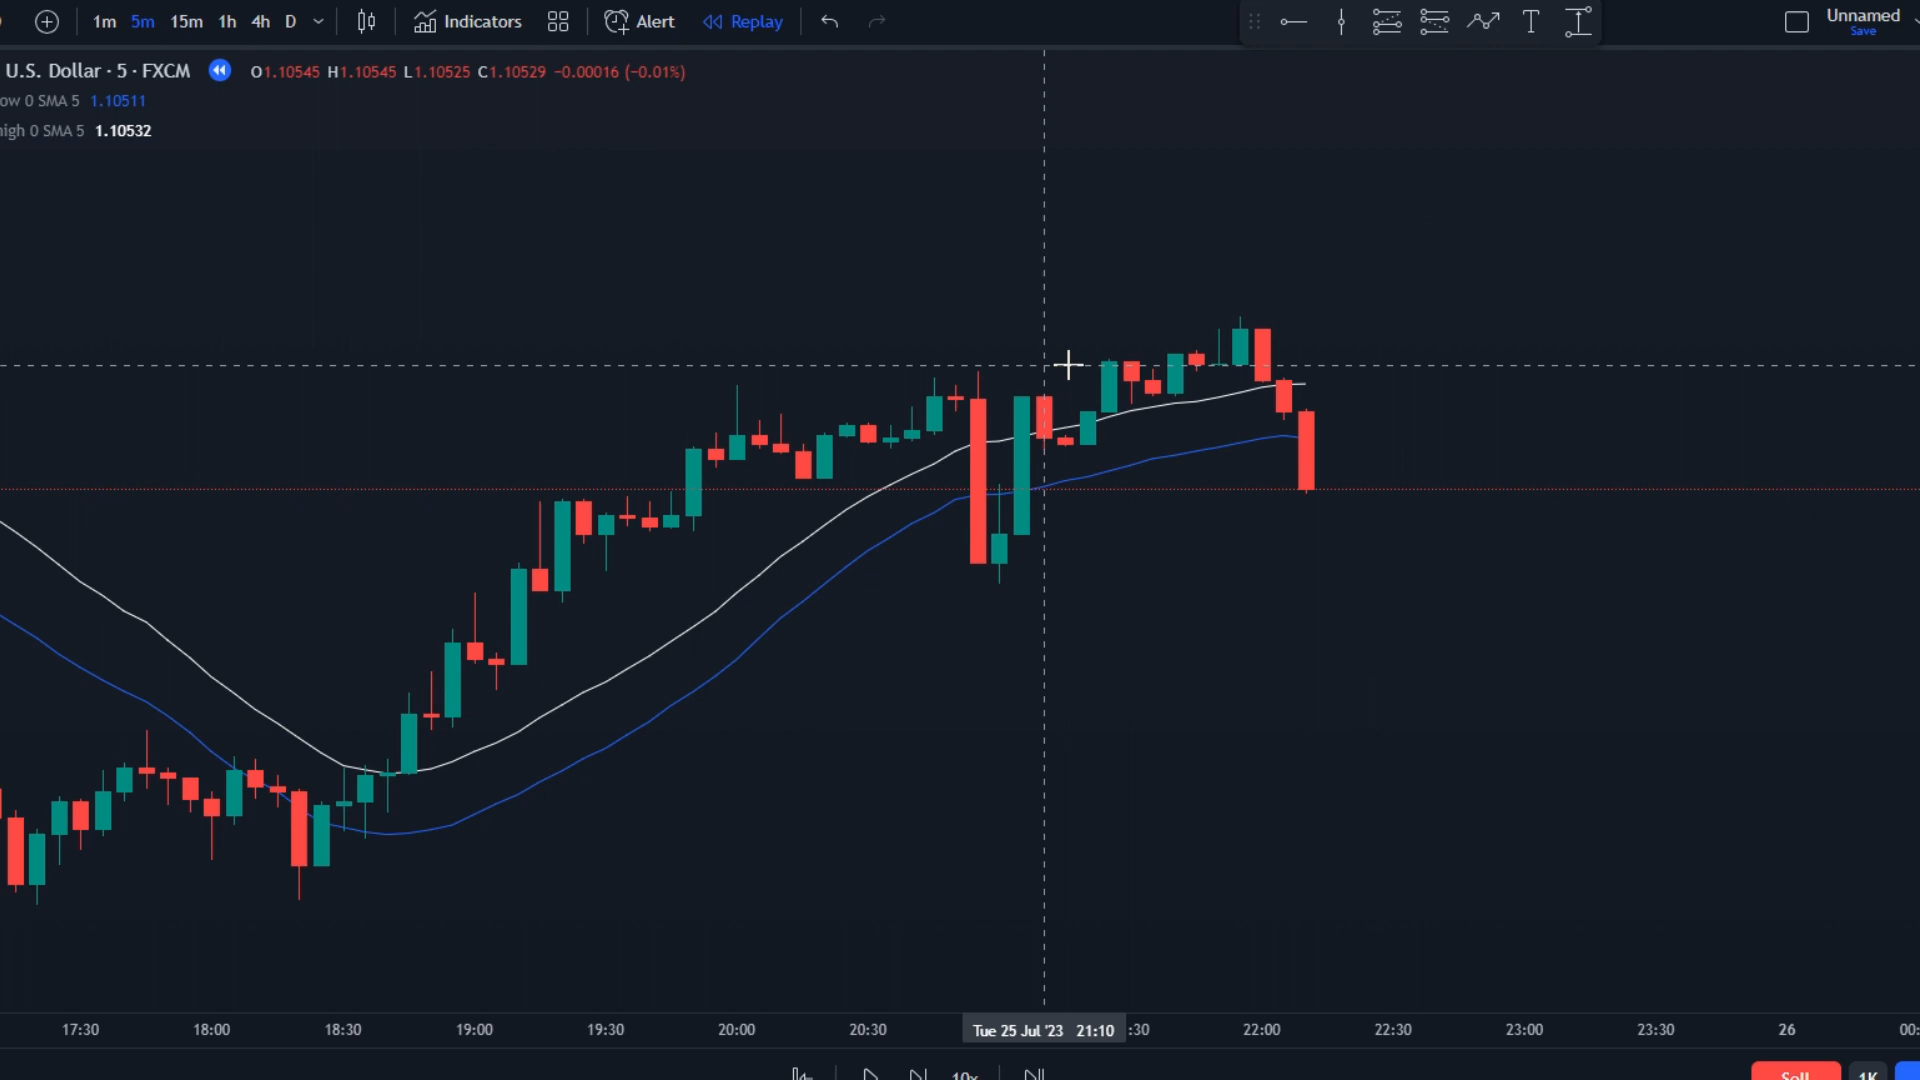 1m 5m 15m 1h 4h D Indicators Alert Replay Unnamed
Save
U.S. Dollar · 5 · FXCM O1.10545 H1.10545 L1.10525 C1.10529 −0.00016 (−0.01%)
ow 0 SMA 5 1.10511
high 0 SMA 5 1.10532
17:30 18:00 18:30 19:00 19:30 20:00 20:30 Tue 25 Jul '23 21:10 :30 22:00 22:30 23:00 23:30 26 00:
10x Sell 1K